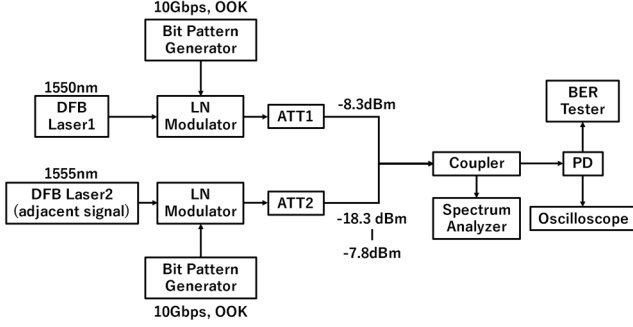 10Gbps, OOK
Bit Pattern
Generator
1550nm
DFB
Laser1
LN
Modulator
ATT1
-8.3dBm
BER
Tester
1555nm
DFB Laser2
(adjacent signal)
LN
Modulator
ATT2
Coupler
PD
-18.3 dBm
-7.8dBm
Spectrum
Analyzer
Oscilloscope
Bit Pattern
Generator
10Gbps, OOK